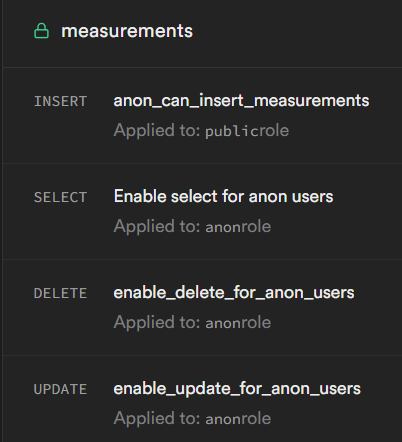 measurements
INSERT anon_can_insert_measurements
Applied to: publicrole
SELECT Enable select for anon users
Applied to: anonrole
DELETE enable_delete_for_anon_users
Applied to: anonrole
UPDATE enable_update_for_anon_users
Applied to: anonrole